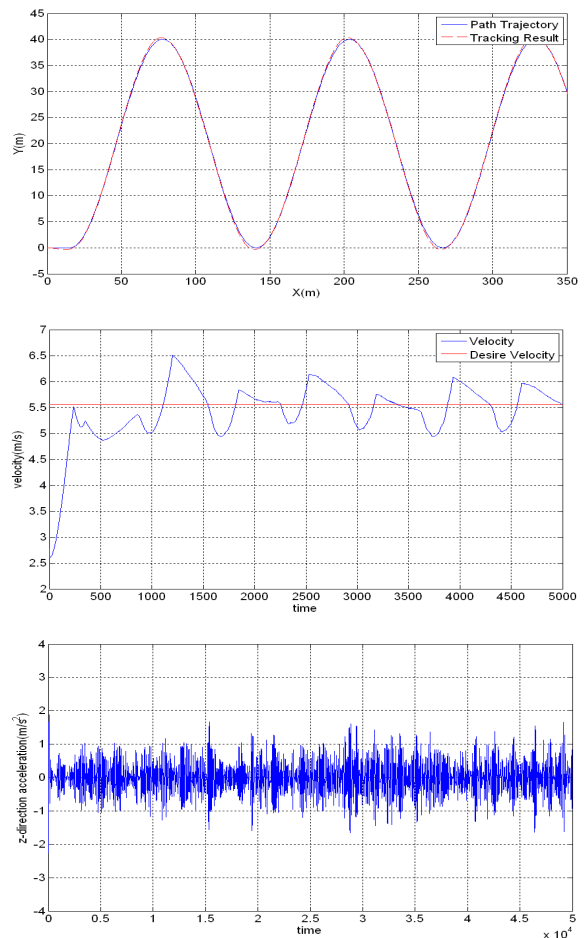 45
40
35
30
25
20
15
10
5
0
-5
Y(m)
Path Trajectory
Tracking Result
0 50 100 150 200 250 300 350
X(m)
7
6.5
6
5.5
5
4.5
4
3.5
3
2.5
2
velocity(m/s)
Velocity
Desire Velocity
0 500 1000 1500 2000 2500 3000 3500 4000 4500 5000
time
4
3
2
1
0
-1
-2
-3
-4
z-direction acceleration(m/s²)
0 0.5 1 1.5 2 2.5 3 3.5 4 4.5 5
time
x 10⁴